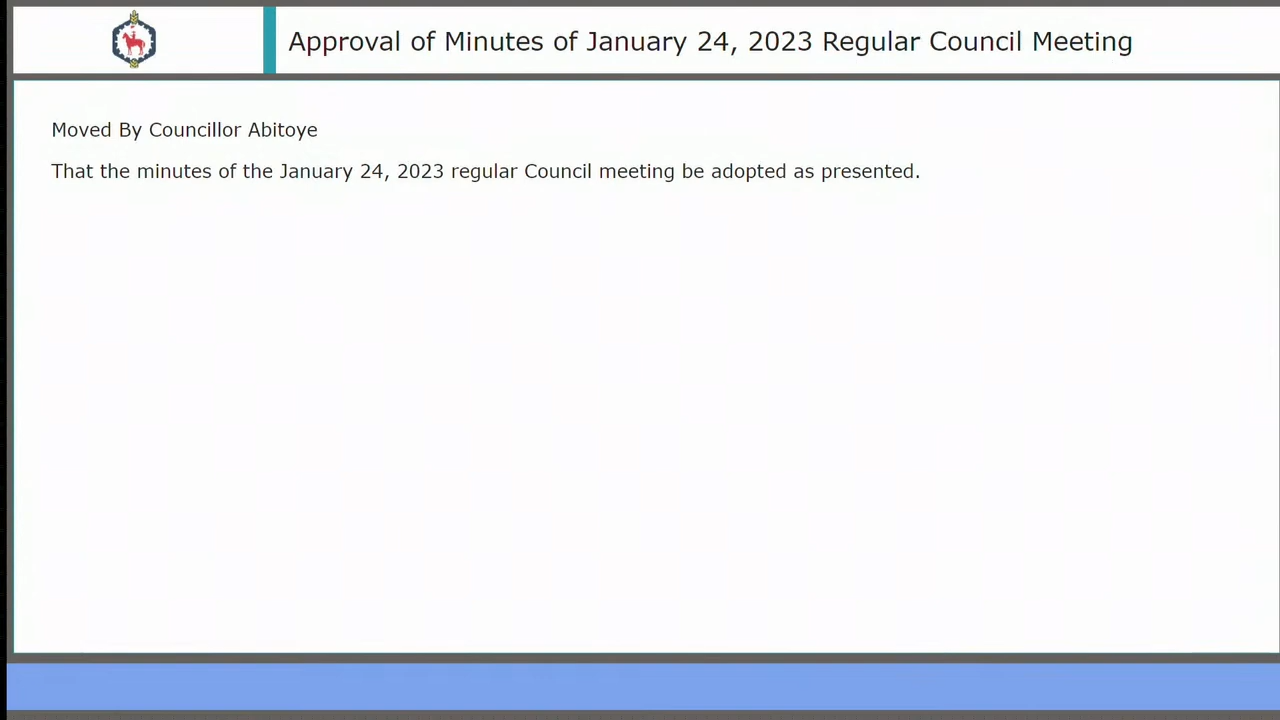 Approval of Minutes of January 24, 2023 Regular Council Meeting
Moved By Councillor Abitoye
That the minutes of the January 24, 2023 regular Council meeting be adopted as presented.